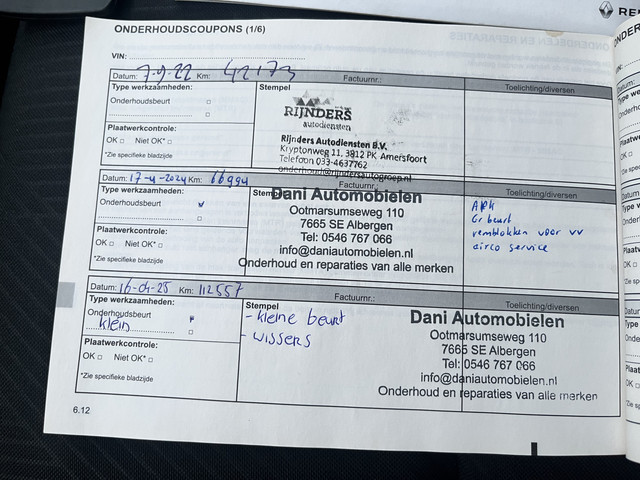 ONDERHOUDSCOUPONS (1/6)
VIN:
Datum: 7-9-22 Km: 42173 Factuurnr.: Toelichting/diversen
Type werkzaamheden:
Onderhoudsbeurt
Plaatwerkcontrole:
OK □ Niet OK* □
*Zie specifieke bladzijde
Stempel
RIJNDERS
autodiensten
Rijnders Autodiensten B.V.
Kryptonweg 11, 3812 PK Amersfoort
Telefoon 033-4637762
Datum: 17-4-2024 Km: 66994 Factuurnr.: Toelichting/diversen
Type werkzaamheden:
Onderhoudsbeurt
Plaatwerkcontrole:
OK □ Niet OK* □
*Zie specifieke bladzijde
Dani Automobielen
Ootmarsumseweg 110
7665 SE Albergen
Tel: 0546 767 066
info@daniautomobielen.nl
Onderhoud en reparaties van alle merken
APK
Gr beurt
remblokken voor vv
airco service
Datum: 16-04-25 Km: 112557 Factuurnr.: Toelichting/diversen
Type werkzaamheden:
Onderhoudsbeurt
klein
Plaatwerkcontrole:
OK □ Niet OK* □
*Zie specifieke bladzijde
Stempel
- kleine beurt
- wissers
Dani Automobielen
Ootmarsumseweg 110
7665 SE Albergen
Tel: 0546 767 066
info@daniautomobielen.nl
Onderhoud en reparaties van alle merken
6.12